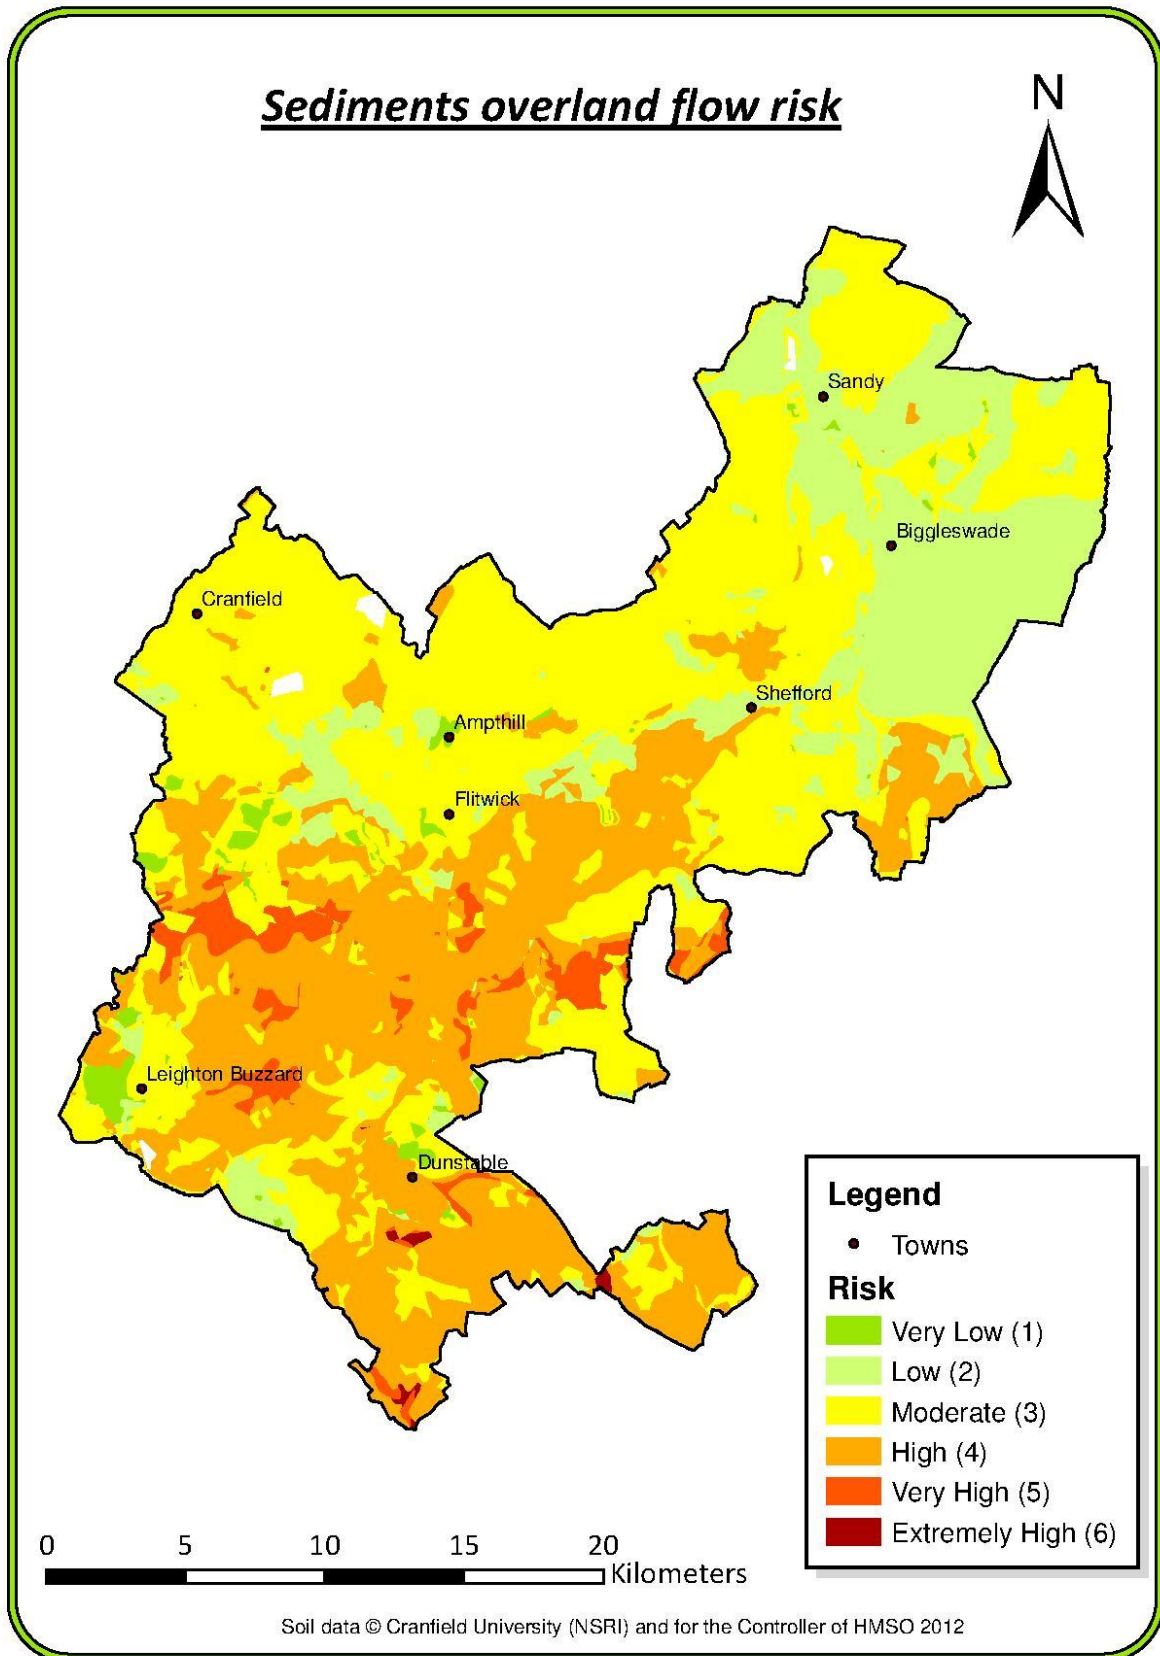 Sediments overland flow risk
N
Sandy
Biggleswade
Cranfield
Shefford
Ampthill
Flitwick
Leighton Buzzard
Dunstable
Legend
Towns
Risk
Very Low (1)
Low (2)
Moderate (3)
High (4)
Very High (5)
Extremely High (6)
0 5 10 15 20
Kilometers
Soil data © Cranfield University (NSRI) and for the Controller of HMSO 2012